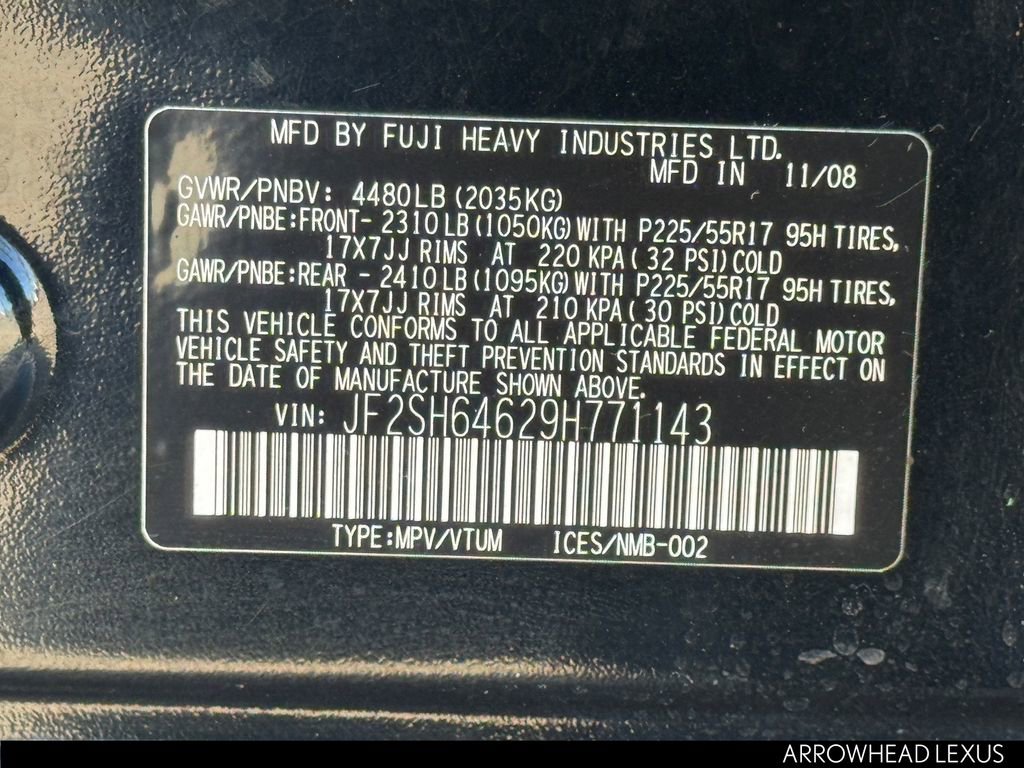 MFD BY FUJI HEAVY INDUSTRIES LTD.
MFD IN 11/08
GVWR/PNBV: 4480LB (2035KG)
GAWR/PNBE:FRONT- 2310LB(1050KG)WITH P225/55R17 95H TIRES,
17X7JJ RIMS AT 220 KPA( 32 PSI)COLD
GAWR/PNBE:REAR - 2410LB(1095KG)WITH P225/55R17 95H TIRES,
17X7JJ RIMS AT 210 KPA( 30 PSI)COLD
THIS VEHICLE CONFORMS TO ALL APPLICABLE FEDERAL MOTOR
VEHICLE SAFETY AND THEFT PREVENTION STANDARDS IN EFFECT ON
THE DATE OF MANUFACTURE SHOWN ABOVE.
VIN: JF2SH64629H771143
TYPE:MPV/VTUM ICES/NMB-002
ARROWHEAD LEXUS